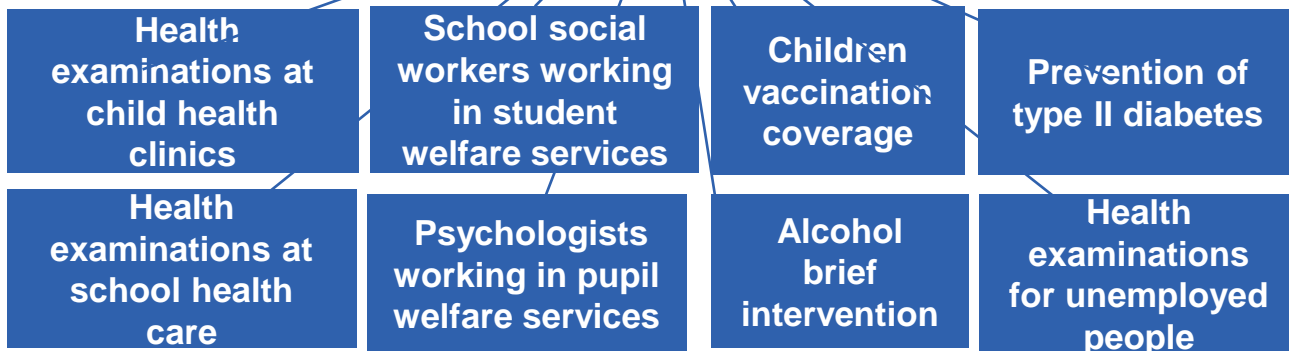 Health
examinations at
child health
clinics
School social
workers working
in student
welfare services
Children
vaccination
coverage
Prevention of
type II diabetes
Health
examinations at
school health
care
Psychologists
working in pupil
welfare services
Alcohol
brief
intervention
Health
examinations
for unemployed
people